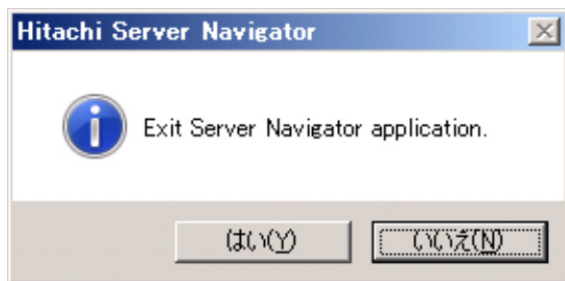 Hitachi Server Navigator
Exit Server Navigator application.
はい(Y)
いいえ(N)